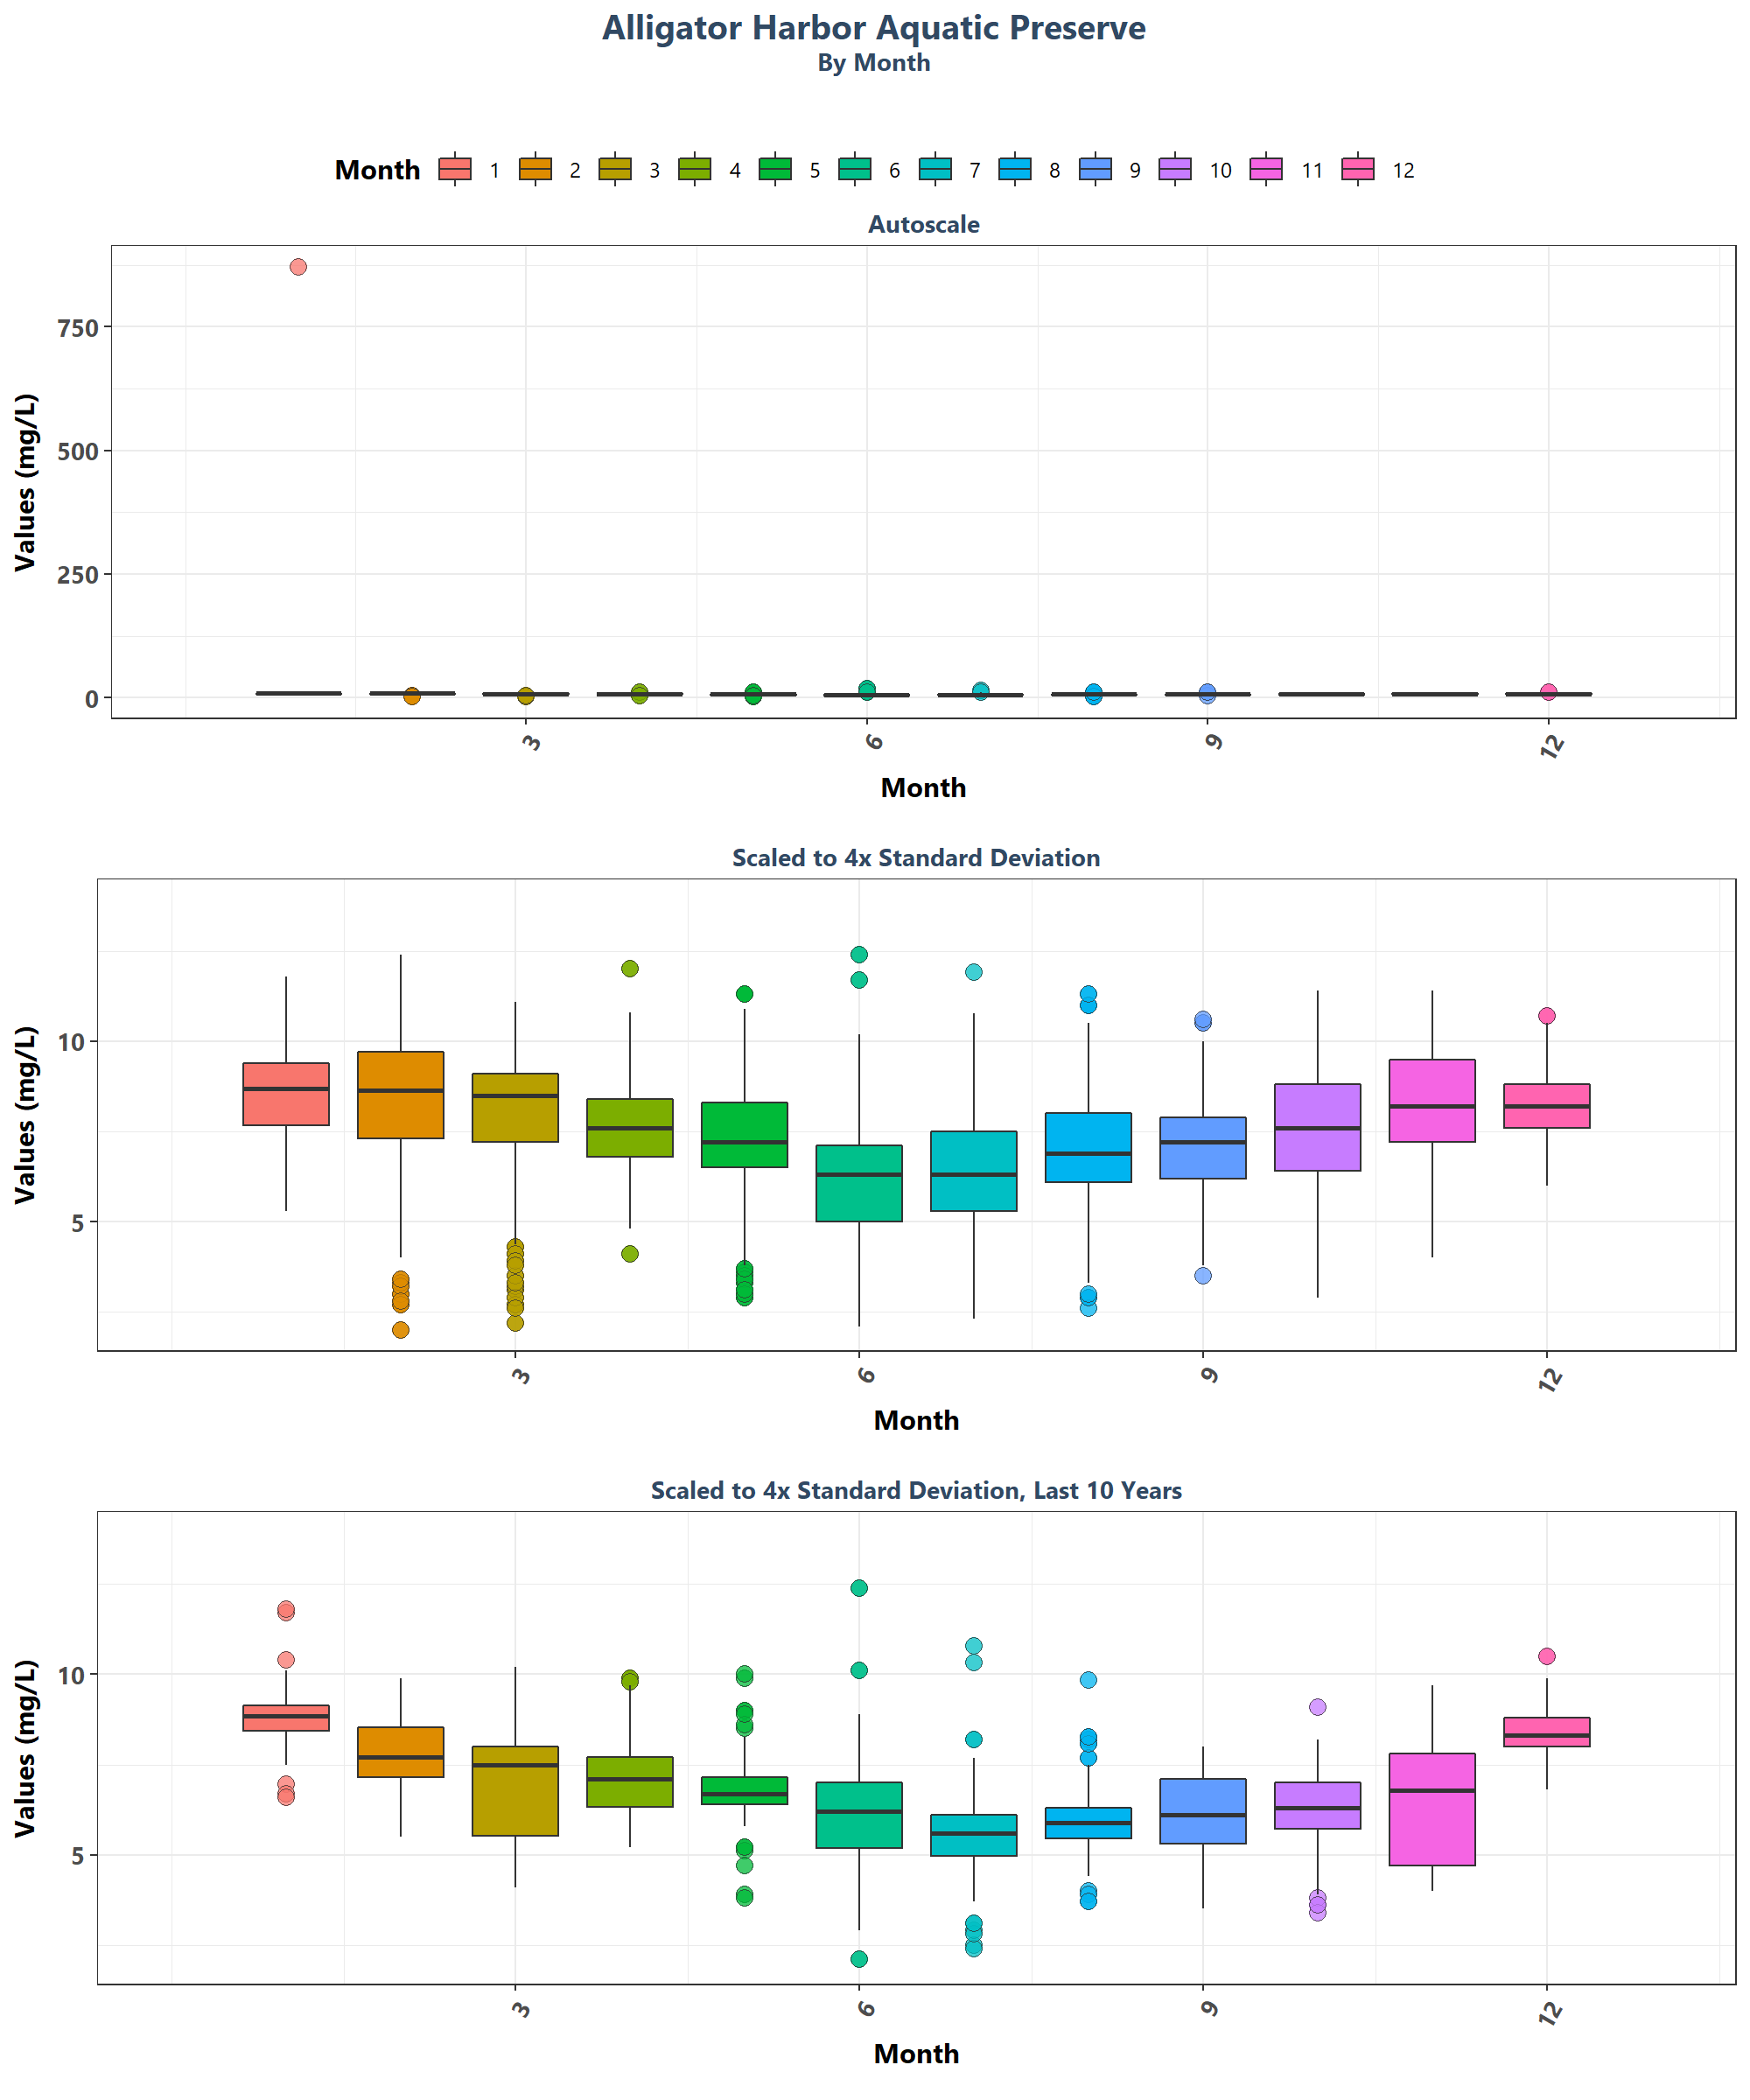 Alligator Harbor Aquatic Preserve
By Month
Month 1 2 3 4 5 6 7 8 9 10 11 12
Autoscale
Values (mg/L)
750
500
250
0
3 6 9 12
Month
Scaled to 4x Standard Deviation
Values (mg/L)
10
5
3 6 9 12
Month
Scaled to 4x Standard Deviation, Last 10 Years
Values (mg/L)
10
5
3 6 9 12
Month